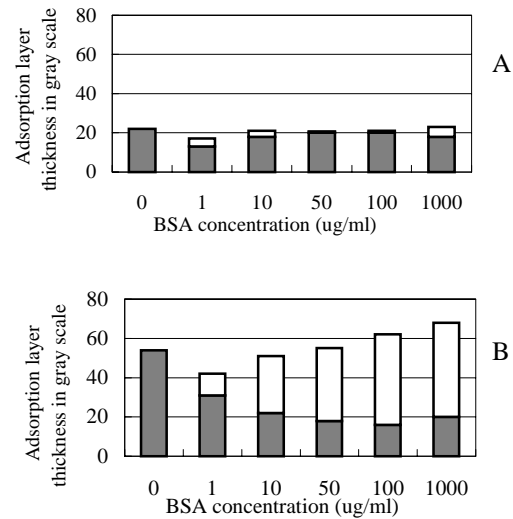 80
60
40
20
0
Adsorption layer
thickness in gray scale
A
0 1 10 50 100 1000
BSA concentration (ug/ml)
80
60
40
20
0
Adsorption layer
thickness in gray scale
B
0 1 10 50 100 1000
BSA concentration (ug/ml)